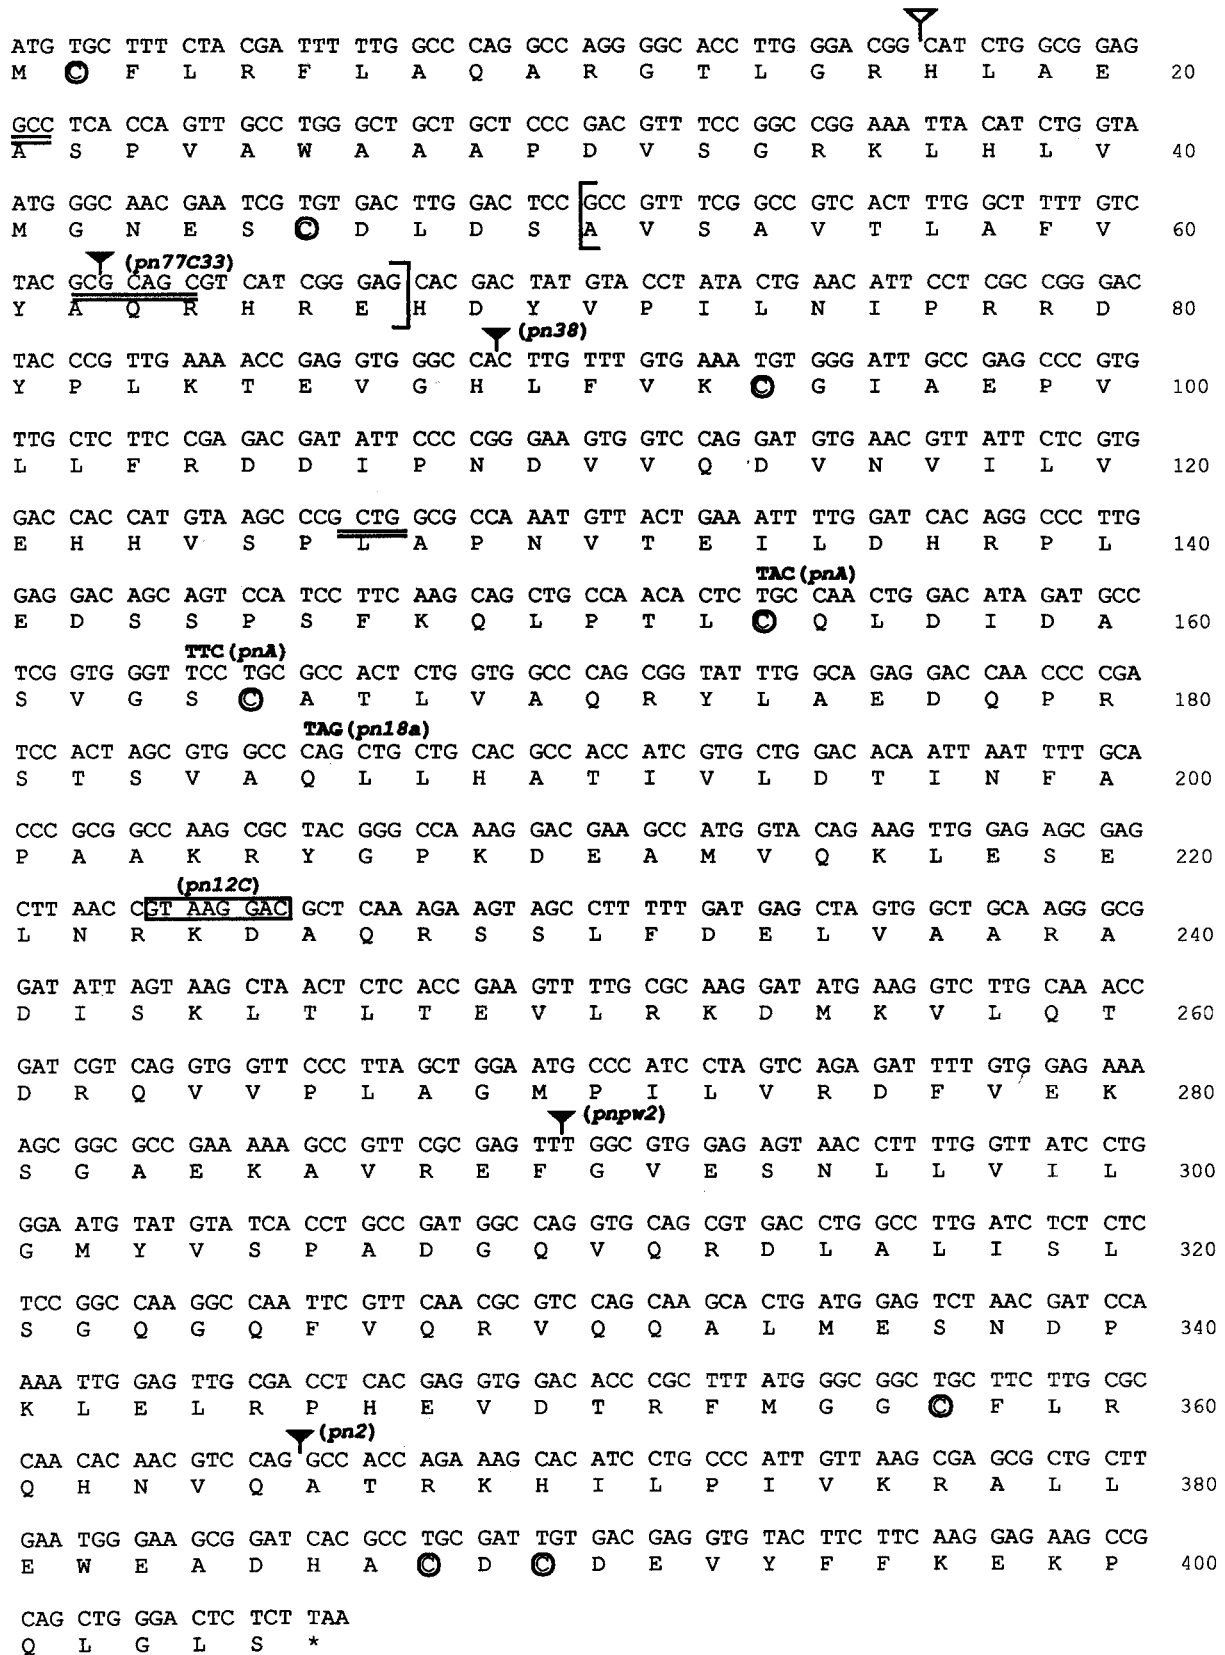 ATG TGC TTT CTA CGA TTT TTG GCC CAG GCC AGG GGC ACC TTG GGA CGG CAT CTG GCG GAG
M C F L R F L A Q A R G T L G R H L A E 20
GCC TCA CCA GTT GCC TGG GCT GCT GCT CCC GAC GTT TCC GGC CGG AAA TTA CAT CTG GTA
A S P V A W A A A P D V S G R K L H L V 40
ATG GGC AAC GAA TCG TGT GAC TTG GAC TCC GCC GTT TCG GCC GTC ACT TTG GCT TTT GTC
M G N E S C D L D S A V S A V T L A F V 60
(pn77C33)
TAC GCG CAG CGT CAT CGG GAG CAC GAC TAT GTA CCT ATA CTG AAC ATT CCT CGC CGG GAC
Y A Q R H R E H D Y V P I L N I P R R D 80
(pn38)
TAC CCG TTG AAA ACC GAG GTG GGC CAC TTG TTT GTG AAA TGT GGG ATT GCC GAG CCC GTG
Y P L K T E V G H L F V K C G I A E P V 100
TTG CTC TTC CGA GAC GAT ATT CCC CGG GAA GTG GTC CAG GAT GTG AAC GTT ATT CTC GTG
L L F R D D I P N D V V Q D V N V I L V 120
GAC CAC CAT GTA AGC CCG CTG GCG CCA AAT GTT ACT GAA ATT TTG GAT CAC AGG CCC TTG
E H H V S P L A P N V T E I L D H R P L 140
TAC (pnA)
GAG GAC AGC AGT CCA TCC TTC AAG CAG CTG CCA ACA CTC TGC CAA CTG GAC ATA GAT GCC
E D S S P S F K Q L P T L C Q L D I D A 160
TTC (pnA)
TCG GTG GGT TCC TGC GCC ACT CTG GTG GCC CAG CGG TAT TTG GCA GAG GAC CAA CCC CGA
S V G S C A T L V A Q R Y L A E D Q P R 180
TAG (pn18a)
TCC ACT AGC GTG GCC CAG CTG CTG CAC GCC ACC ATC GTG CTG GAC ACA ATT AAT TTT GCA
S T S V A Q L L H A T I V L D T I N F A 200
CCC GCG GCC AAG CGC TAC GGG CCA AAG GAC GAA GCC ATG GTA CAG AAG TTG GAG AGC GAG
P A A K R Y G P K D E A M V Q K L E S E 220
(pn12C)
CTT AAC CGT AAG GAC GCT CAA AGA AGT AGC CTT TTT GAT GAG CTA GTG GCT GCA AGG GCG
L N R K D A Q R S S L F D E L V A A R A 240
GAT ATT AGT AAG CTA ACT CTC ACC GAA GTT TTG CGC AAG GAT ATG AAG GTC TTG CAA ACC
D I S K L T L T E V L R K D M K V L Q T 260
GAT CGT CAG GTG GTT CCC TTA GCT GGA ATG CCC ATC CTA GTC AGA GAT TTT GTG GAG AAA
D R Q V V P L A G M P I L V R D F V E K 280
(pnpw2)
AGC GGC GCC GAA AAA GCC GTT CGC GAG TTT GGC GTG GAG AGT AAC CTT TTG GTT ATC CTG
S G A E K A V R E F G V E S N L L V I L 300
GGA ATG TAT GTA TCA CCT GCC GAT GGC CAG GTG CAG CGT GAC CTG GCC TTG ATC TCT CTC
G M Y V S P A D G Q V Q R D L A L I S L 320
TCC GGC CAA GGC CAA TTC GTT CAA CGC GTC CAG CAA GCA CTG ATG GAG TCT AAC GAT CCA
S G Q G Q F V Q R V Q Q A L M E S N D P 340
AAA TTG GAG TTG CGA CCT CAC GAG GTG GAC ACC CGC TTT ATG GGC GGC TGC TTC TTG CGC
K L E L R P H E V D T R F M G G C F L R 360
(pn2)
CAA CAC AAC GTC CAG GCC ACC AGA AAG CAC ATC CTG CCC ATT GTT AAG CGA GCG CTG CTT
Q H N V Q A T R K H I L P I V K R A L L 380
GAA TGG GAA GCG GAT CAC GCC TGC GAT TGT GAC GAG GTG TAC TTC TTC AAG GAG AAG CCG
E W E A D H A C D C D E V Y F F K E K P 400
CAG CTG GGA CTC TCT TAA
Q L G L S *